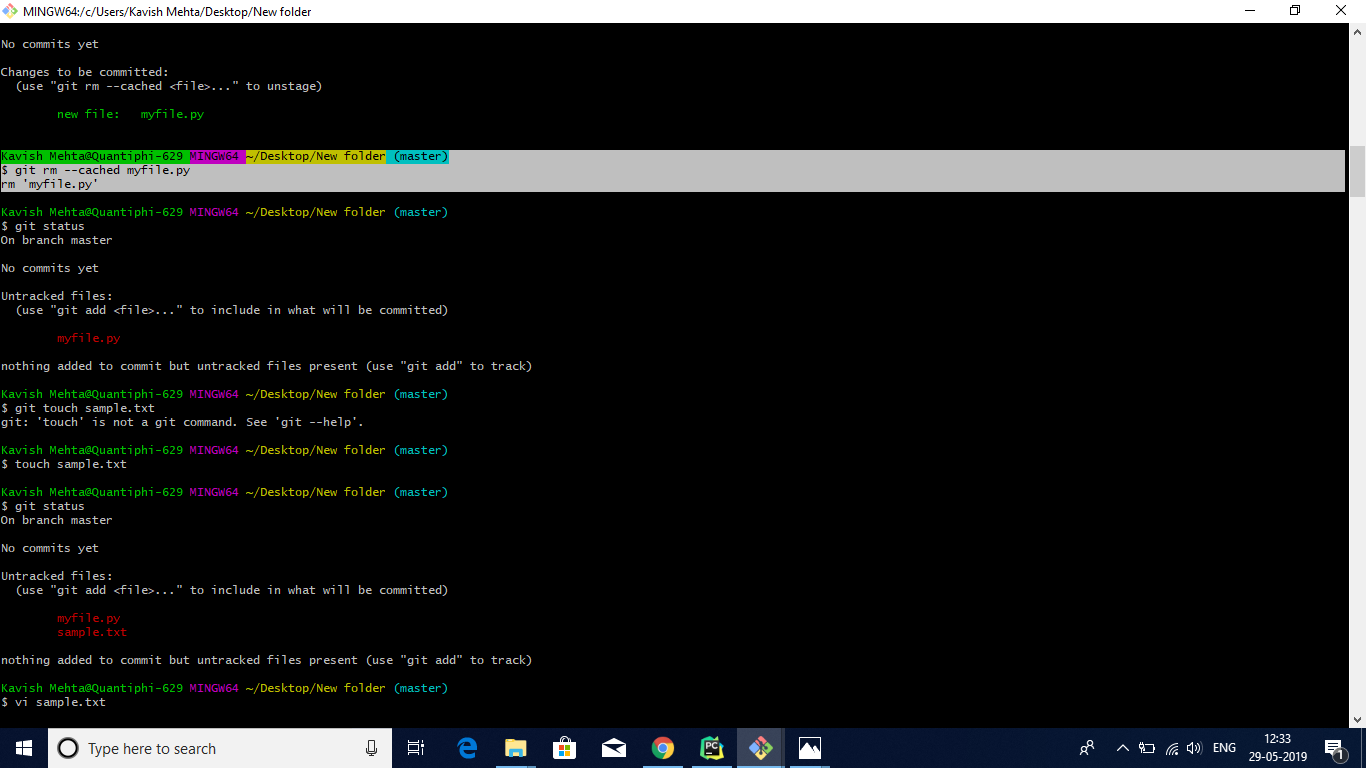 MINGW64:/c/Users/Kavish Mehta/Desktop/New folder
No commits yet
Changes to be committed:
(use "git rm --cached <file>..." to unstage)
new file: myfile.py
Kavish Mehta@Quantiphi-629 MINGW64 ~/Desktop/New folder (master)
$ git rm --cached myfile.py
rm 'myfile.py'
Kavish Mehta@Quantiphi-629 MINGW64 ~/Desktop/New folder (master)
$ git status
On branch master
No commits yet
Untracked files:
(use "git add <file>..." to include in what will be committed)
myfile.py
nothing added to commit but untracked files present (use "git add" to track)
Kavish Mehta@Quantiphi-629 MINGW64 ~/Desktop/New folder (master)
$ git touch sample.txt
git: 'touch' is not a git command. See 'git --help'.
Kavish Mehta@Quantiphi-629 MINGW64 ~/Desktop/New folder (master)
$ touch sample.txt
Kavish Mehta@Quantiphi-629 MINGW64 ~/Desktop/New folder (master)
$ git status
On branch master
No commits yet
Untracked files:
(use "git add <file>..." to include in what will be committed)
myfile.py
sample.txt
nothing added to commit but untracked files present (use "git add" to track)
Kavish Mehta@Quantiphi-629 MINGW64 ~/Desktop/New folder (master)
$ vi sample.txt
Type here to search
PC
ENG
12:33
29-05-2019
1